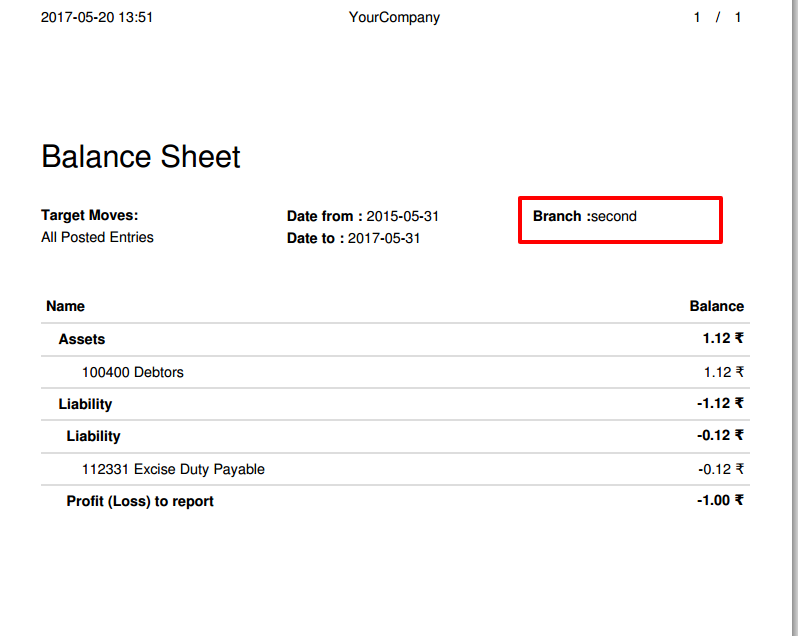 2017-05-20 13:51 YourCompany 1 / 1
Balance Sheet
Target Moves: Date from : 2015-05-31 Branch :second
All Posted Entries Date to : 2017-05-31
Name Balance
Assets 1.12 ₹
100400 Debtors 1.12 ₹
Liability -1.12 ₹
Liability -0.12 ₹
112331 Excise Duty Payable -0.12 ₹
Profit (Loss) to report -1.00 ₹